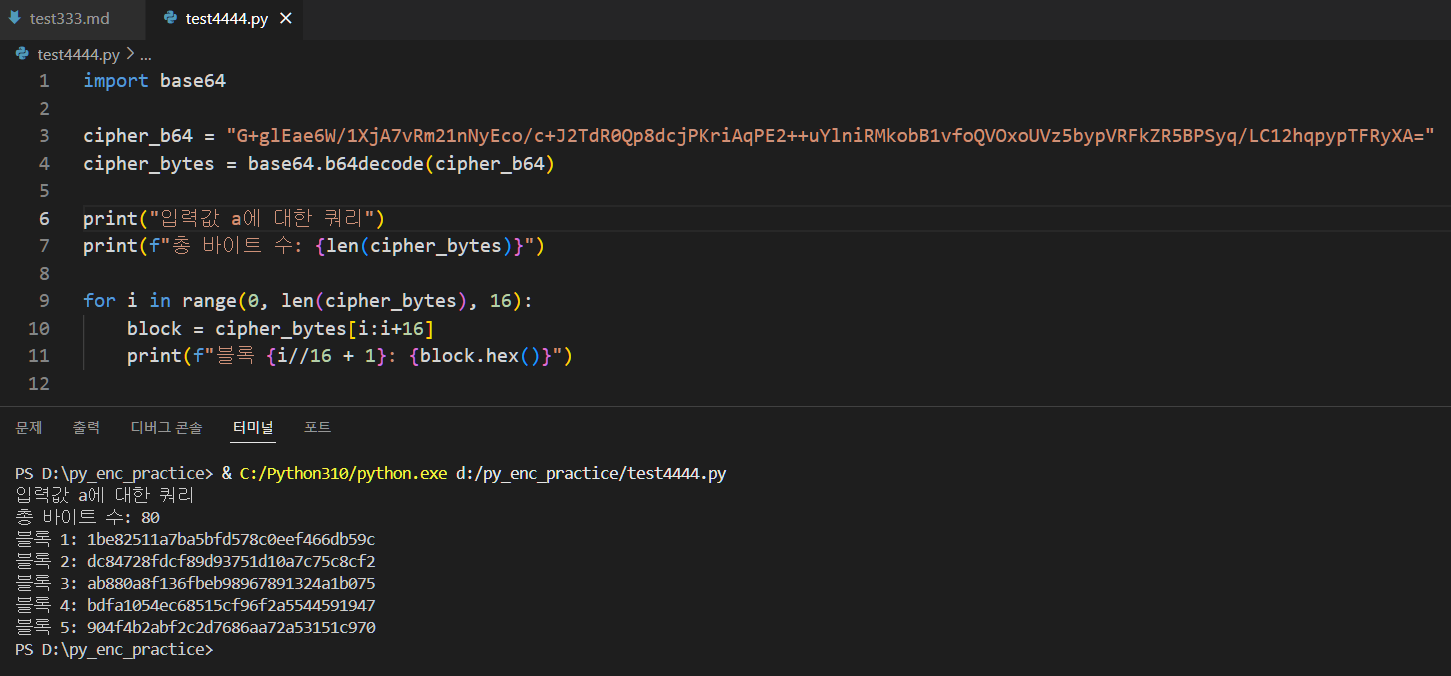 test333.md
test4444.py
test4444.py > ...
1 import base64
2
3 cipher_b64 = "G+glEae6W/1XjA7vRm21nNyEco/c+J2TdR0Qp8dcjPKriAqPE2++uYlniRMkobB1vfoQVOxoUVz5bypVRFkZR5BPSyq/LC12hqpypTFRyXA="
4 cipher_bytes = base64.b64decode(cipher_b64)
5
6 print("입력값 a에 대한 쿼리")
7 print(f"총 바이트 수: {len(cipher_bytes)}")
8
9 for i in range(0, len(cipher_bytes), 16):
10     block = cipher_bytes[i:i+16]
11     print(f"블록 {i//16 + 1}: {block.hex()}")
12
문제 출력 디버그 콘솔 터미널 포트
PS D:\py_enc_practice> & C:/Python310/python.exe d:/py_enc_practice/test4444.py
입력값 a에 대한 쿼리
총 바이트 수: 80
블록 1: 1be82511a7ba5bfd578c0eef466db59c
블록 2: dc84728fdcf89d93751d10a7c75c8cf2
블록 3: ab880a8f136fbeb98967891324a1b075
블록 4: bdfa1054ec68515cf96f2a5544591947
블록 5: 904f4b2abf2c2d7686aa72a53151c970
PS D:\py_enc_practice>